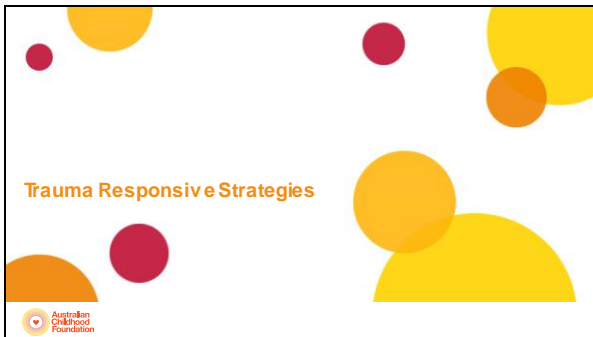 Trauma Responsive Strategies
Australian
Childhood
Foundation